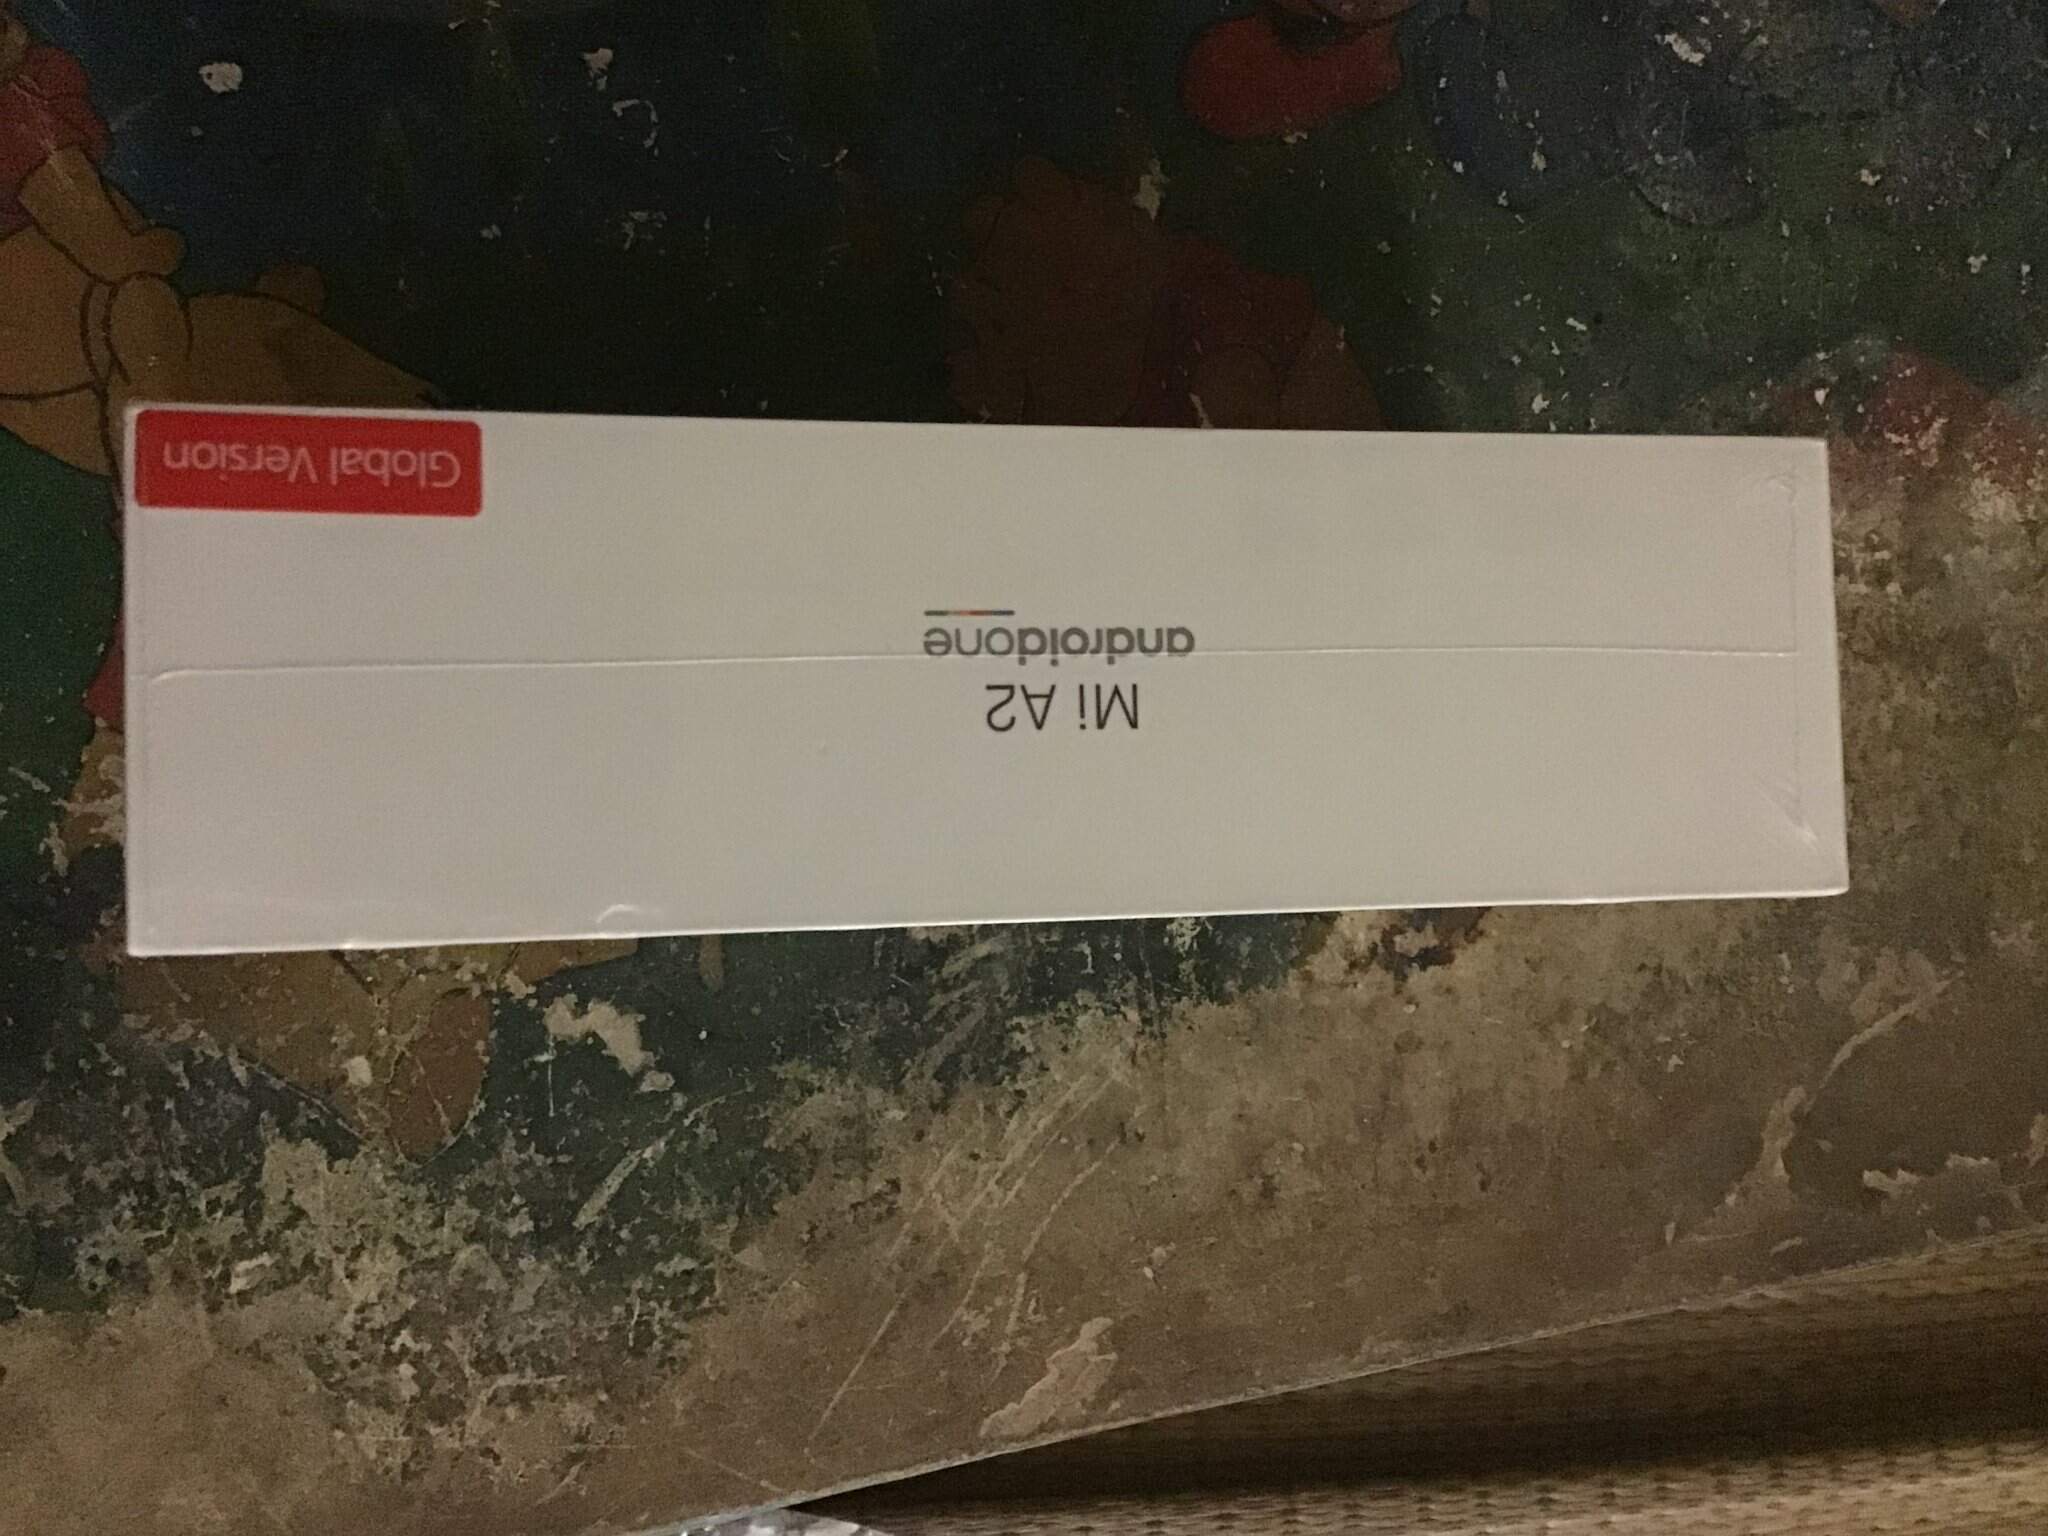 Mi A2
androidone
Global Version